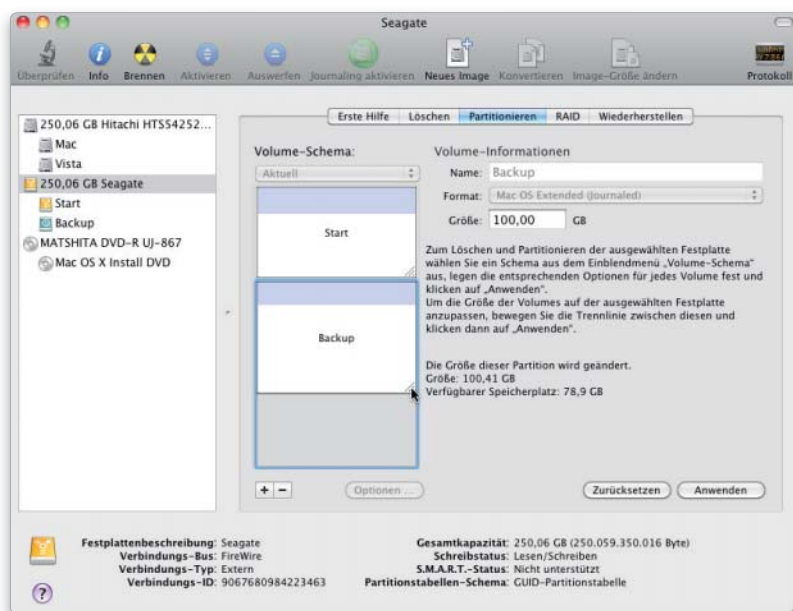 Seagate
Überprüfen Info Brennen Aktivieren Auswerfen Journaling aktivieren Neues Image Konvertieren Image-Größe ändern Protokoll
Erste Hilfe Löschen Partitionieren RAID Wiederherstellen
250,06 GB Hitachi HTS54252...
Mac
Vista
250,06 GB Seagate
Start
Backup
MATSHITA DVD-R UJ-867
Mac OS X Install DVD
Volume-Schema:
Aktuell
Start
Backup
+ − Optionen ...
Volume-Informationen
Name: Backup
Format: Mac OS Extended (Journaled)
Größe: 100,00 GB
Zum Löschen und Partitionieren der ausgewählten Festplatte
wählen Sie ein Schema aus dem Einblendmenü „Volume-Schema“
aus, legen die entsprechenden Optionen für jedes Volume fest und
klicken auf „Anwenden“.
Um die Größe der Volumes auf der ausgewählten Festplatte
anzupassen, bewegen Sie die Trennlinie zwischen diesen und
klicken dann auf „Anwenden“.
Die Größe dieser Partition wird geändert.
Größe: 100,41 GB
Verfügbarer Speicherplatz: 78,9 GB
Zurücksetzen Anwenden
Festplattenbeschreibung: Seagate
Verbindungs-Bus: FireWire
Verbindungs-Typ: Extern
Verbindungs-ID: 9067680984223463
Gesamtkapazität: 250,06 GB (250.059.350.016 Byte)
Schreibstatus: Lesen/Schreiben
S.M.A.R.T.-Status: Nicht unterstützt
Partitionstabellen-Schema: GUID-Partitionstabelle
?